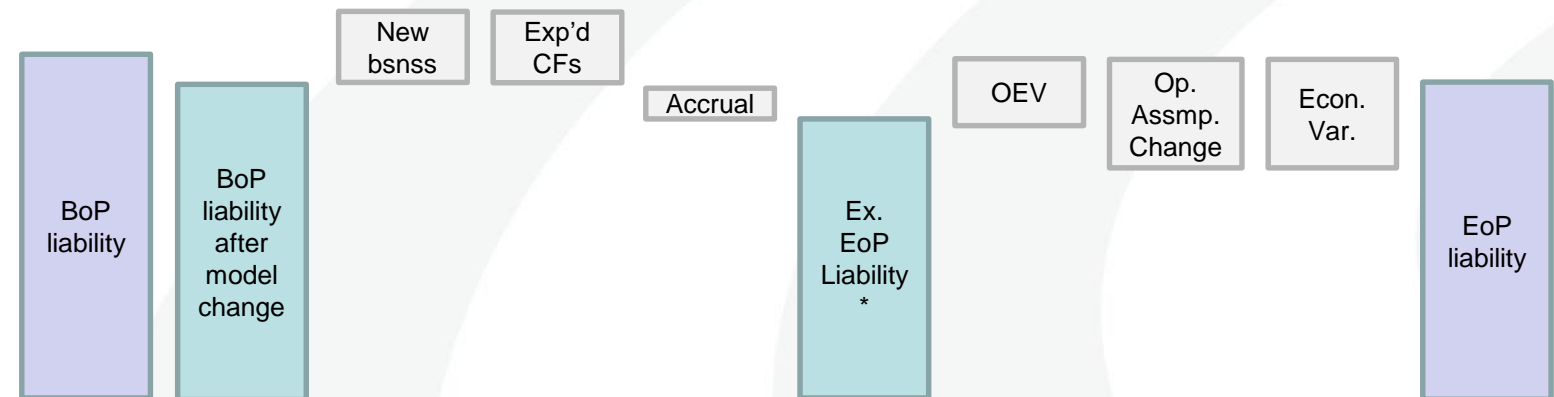 BoP
liability
BoP
liability
after
model
change
New
bsnss
Exp’d
CFs
Accrual
Ex.
EoP
Liability
*
OEV
Op.
Assmp.
Change
Econ.
Var.
EoP
liability